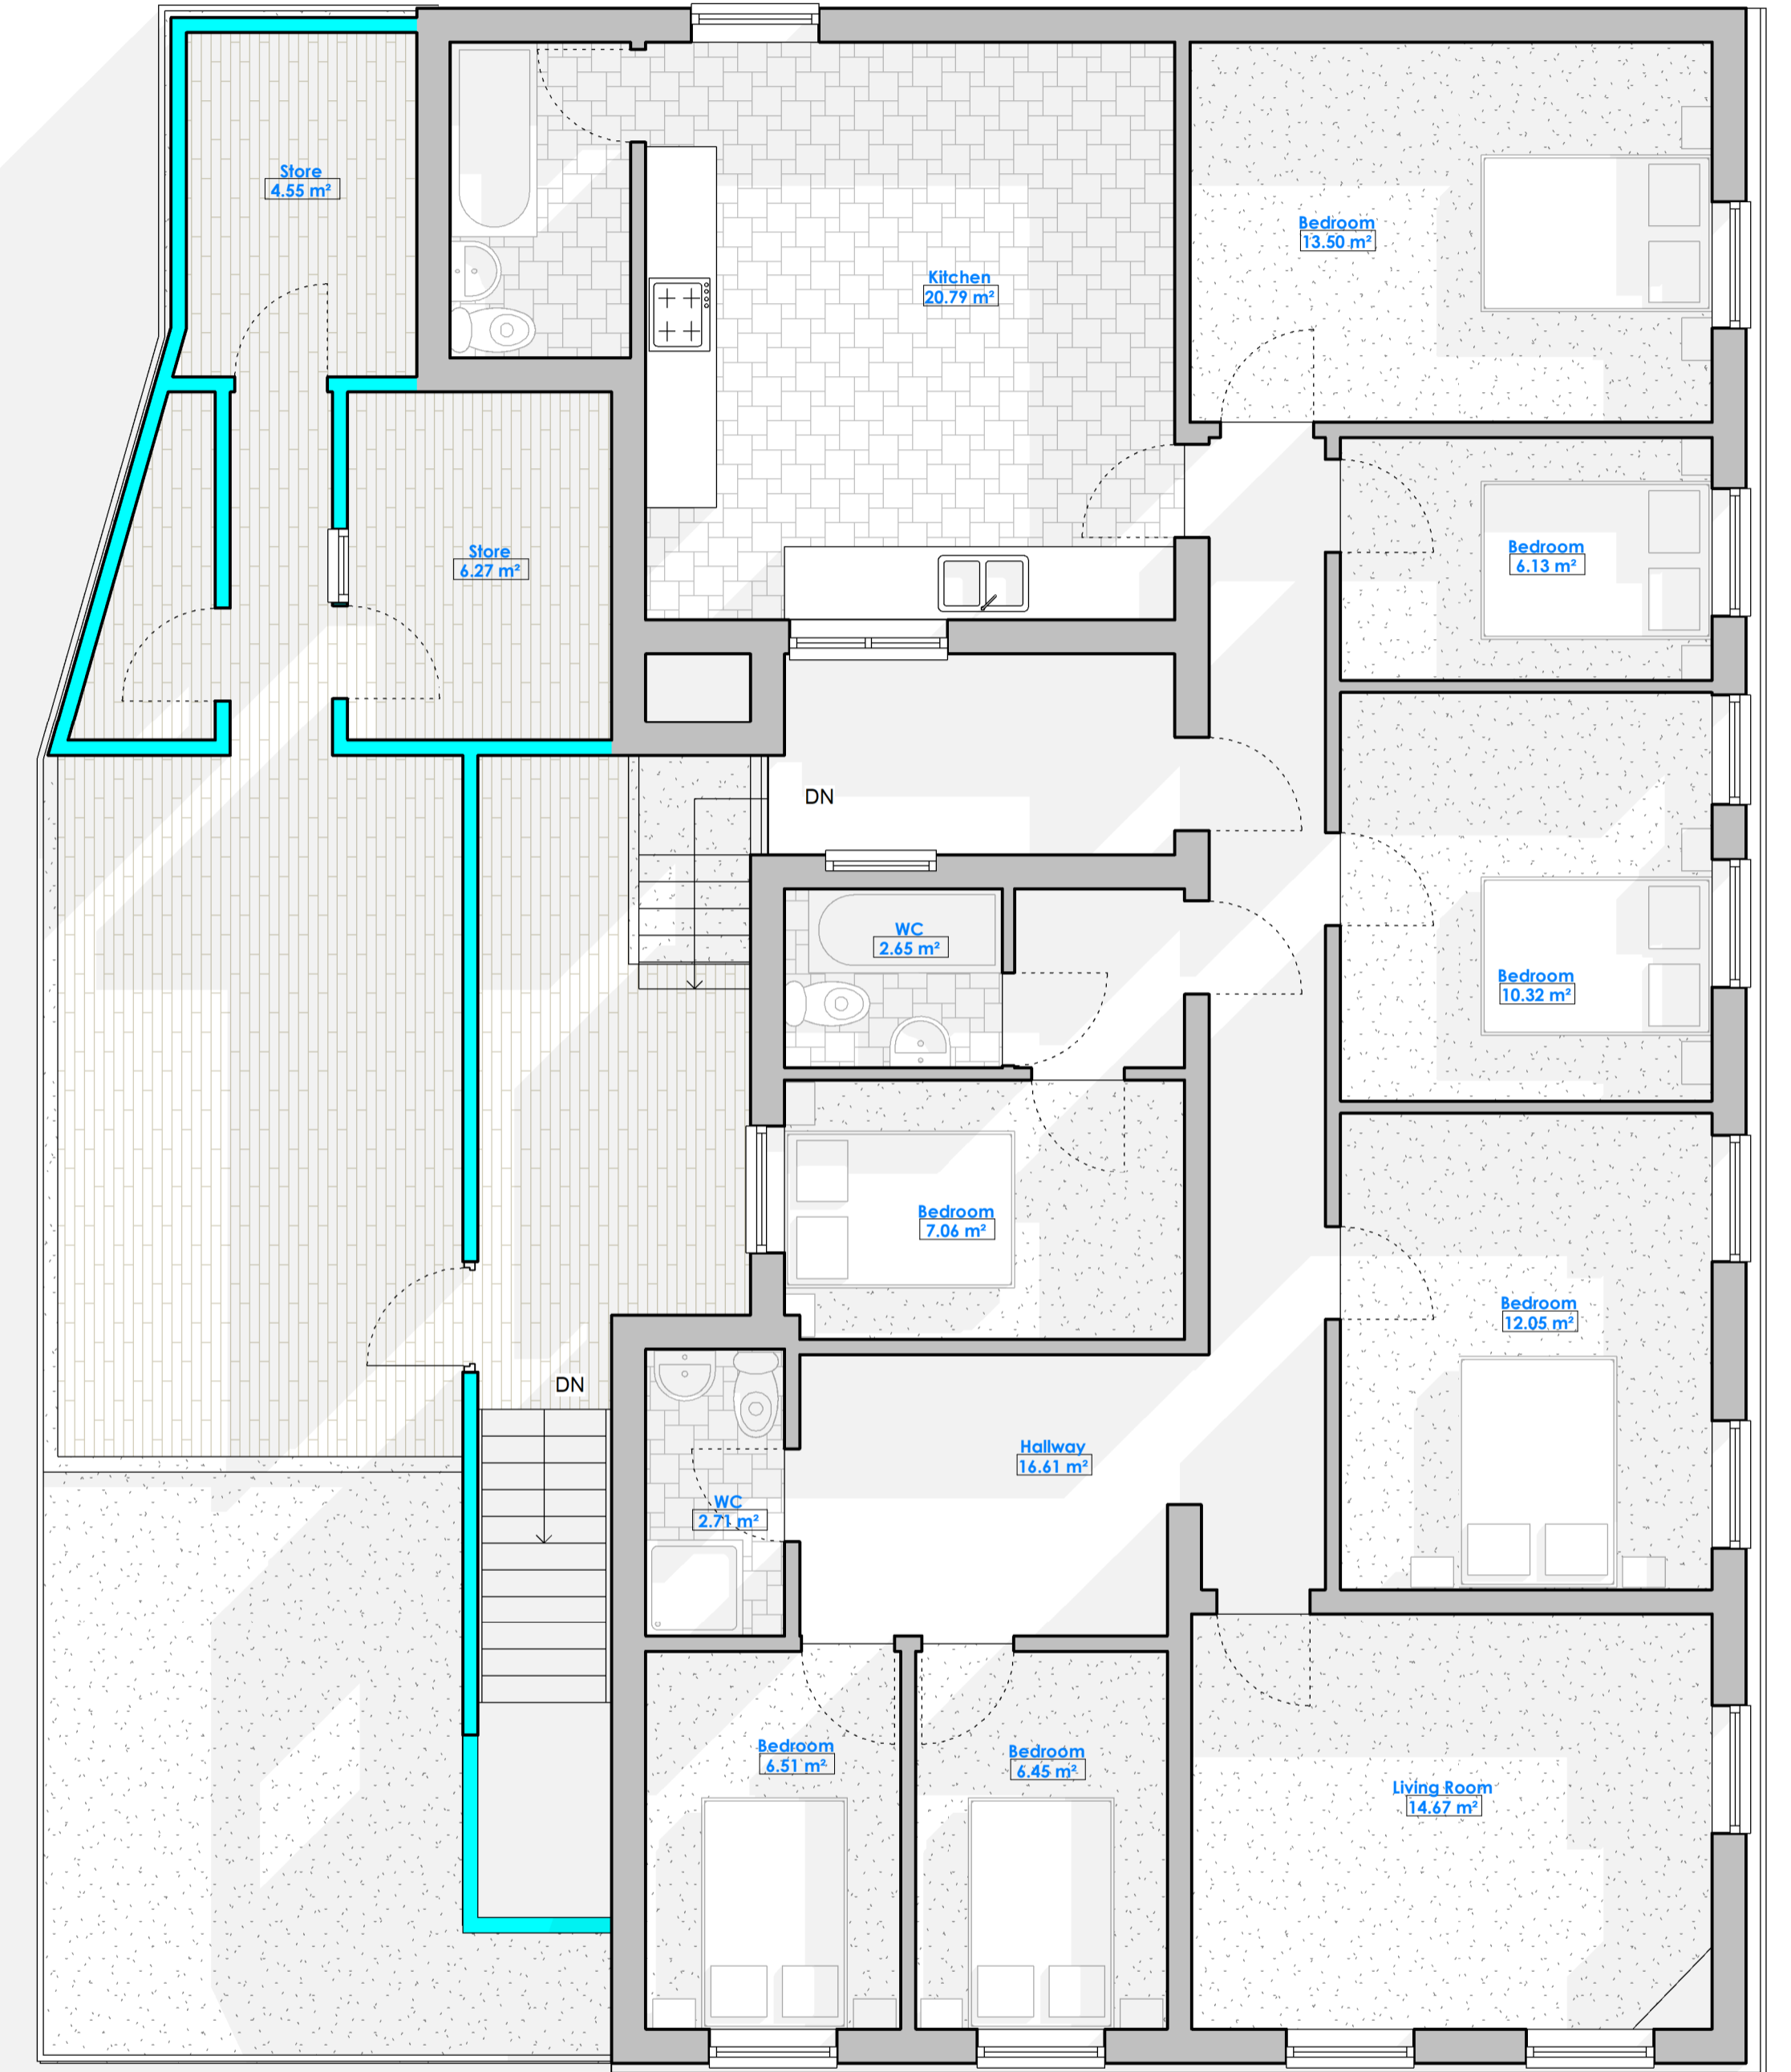 Store
4.55 m²
Bedroom
13.50 m²
Kitchen
20.79 m²
Store
6.27 m²
Bedroom
6.13 m²
DN
WC
2.65 m²
Bedroom
10.32 m²
Bedroom
7.06 m²
Bedroom
12.05 m²
DN
Hallway
16.61 m²
WC
2.71 m²
Bedroom
6.51 m²
Bedroom
6.45 m²
Living Room
14.67 m²